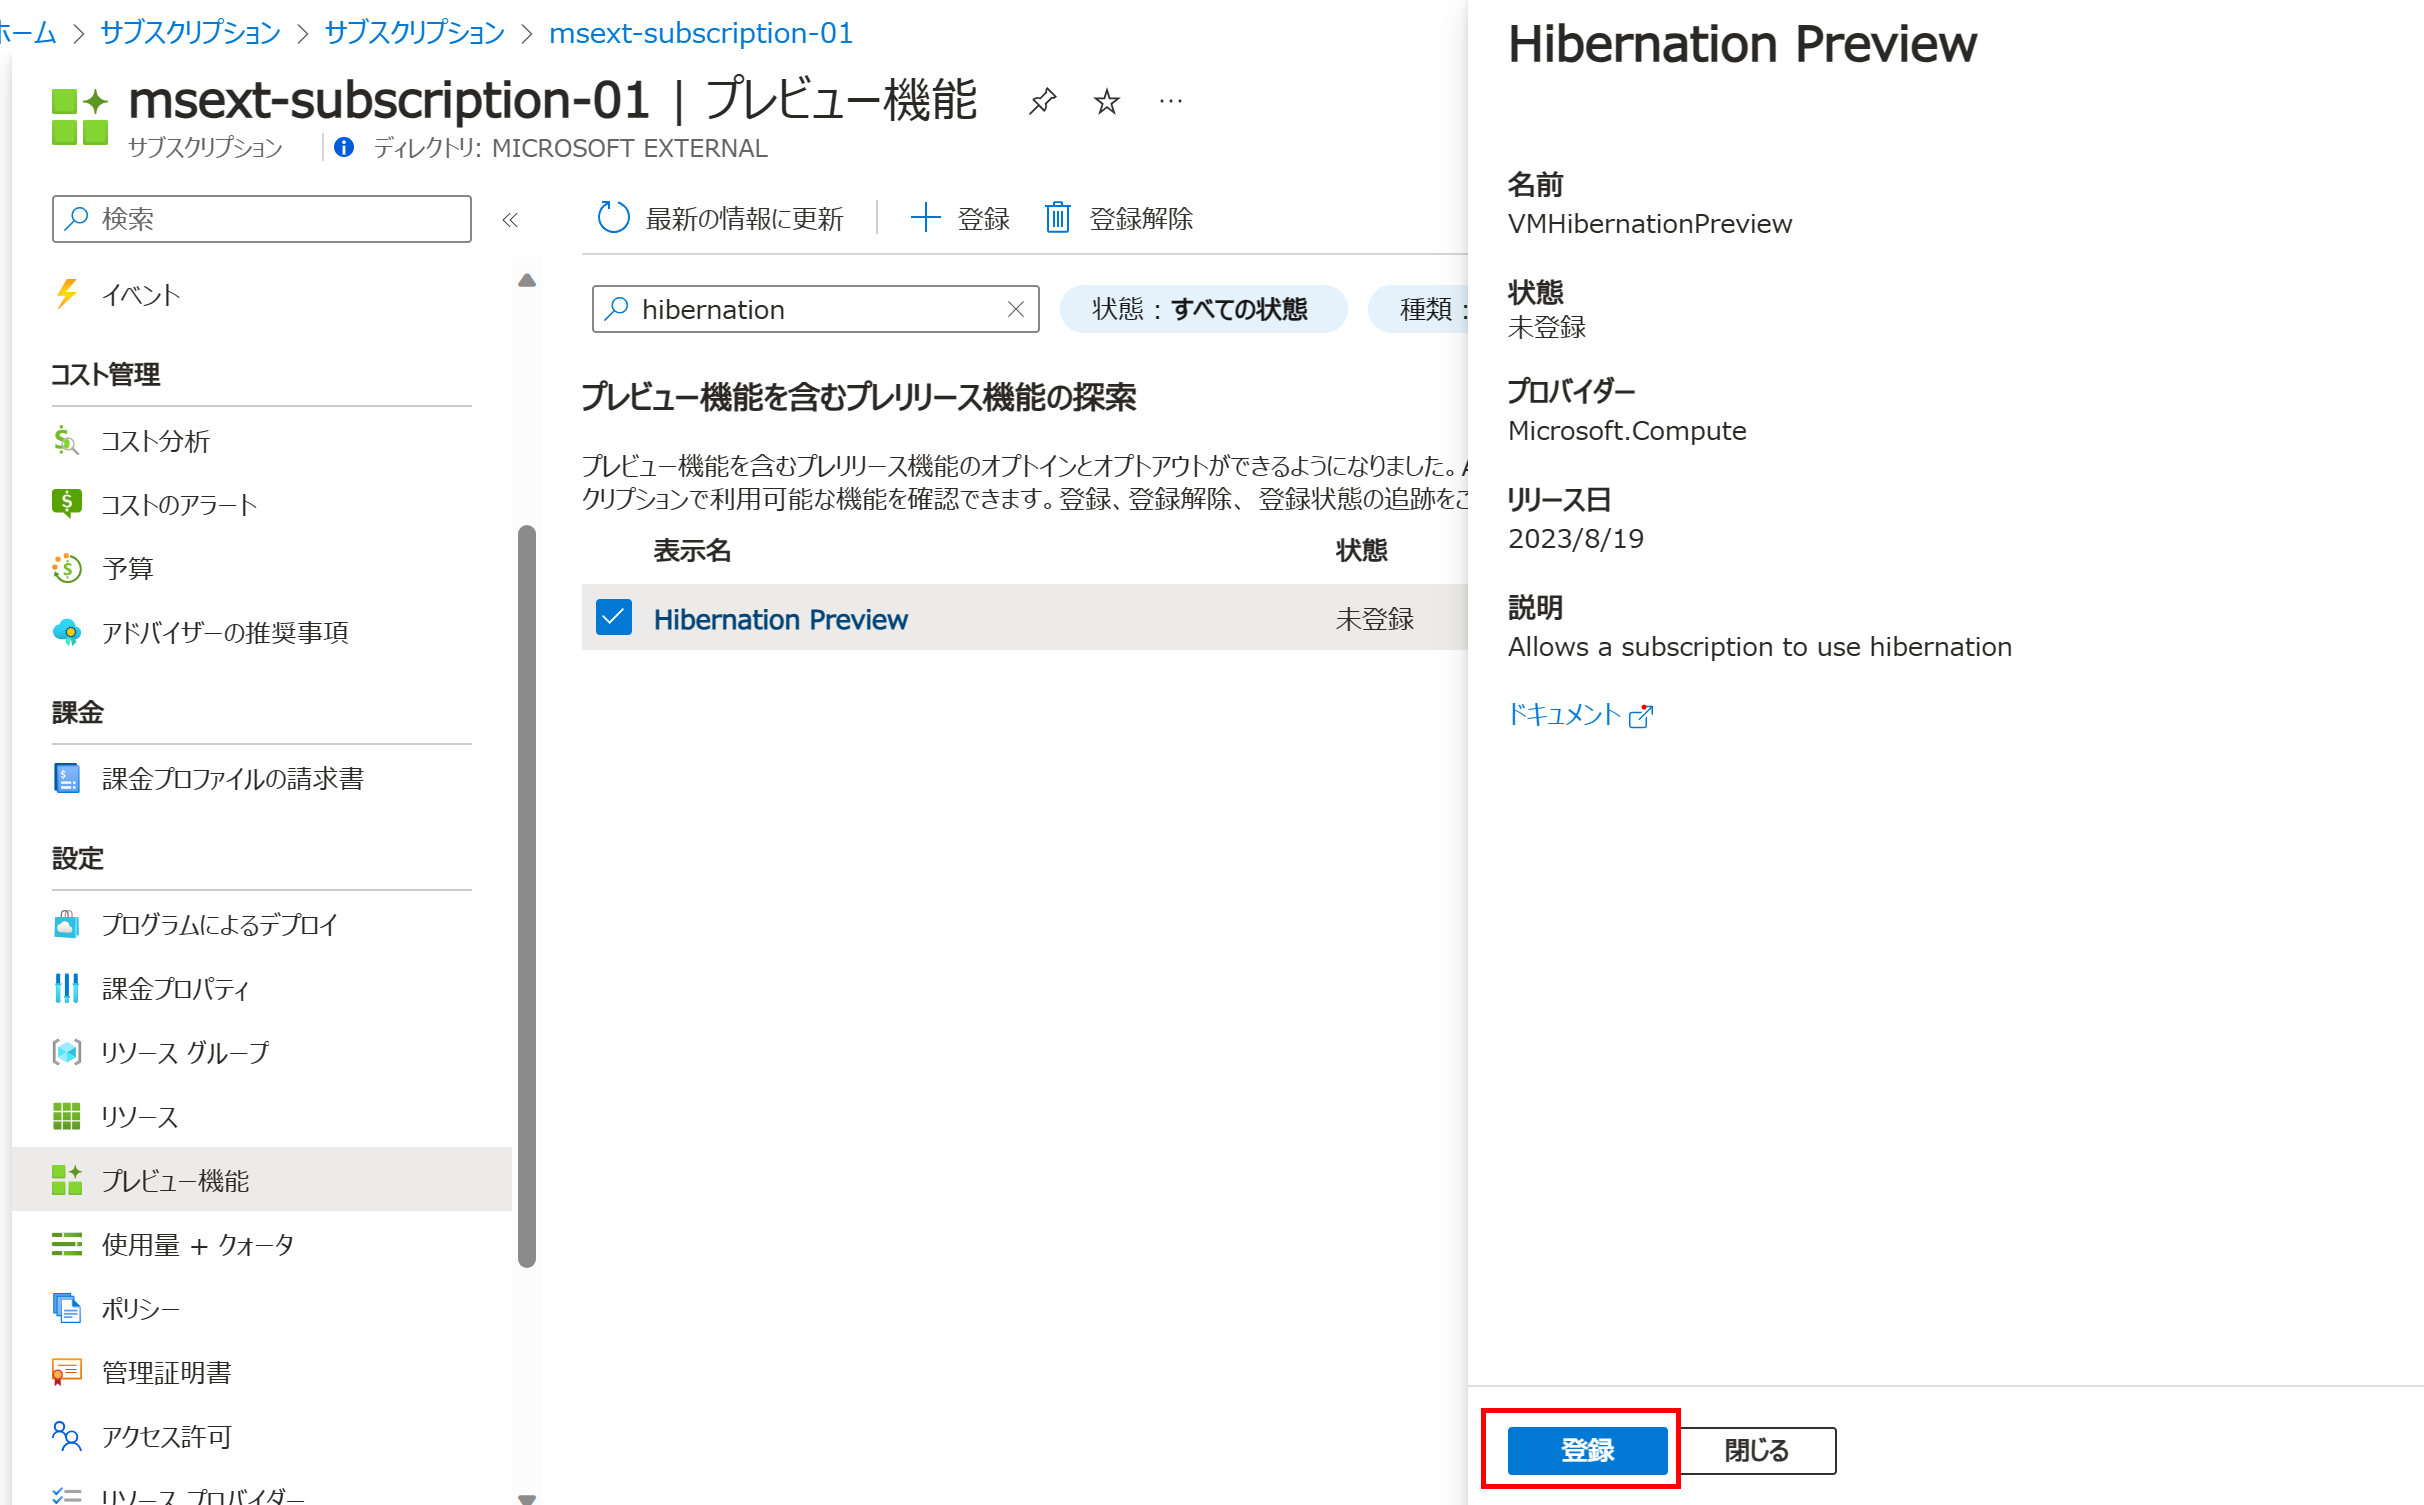 ホーム > サブスクリプション > サブスクリプション > msext-subscription-01
msext-subscription-01 | プレビュー機能
サブスクリプション
ディレクトリ: MICROSOFT EXTERNAL
検索
«
イベント
コスト管理
コスト分析
コストのアラート
予算
アドバイザーの推奨事項
課金
課金プロファイルの請求書
設定
プログラムによるデプロイ
課金プロパティ
リソース グループ
リソース
プレビュー機能
使用量 + クォータ
ポリシー
管理証明書
アクセス許可
リソース プロバイダー
最新の情報に更新
登録
登録解除
hibernation
状態 : すべての状態
種類 :
プレビュー機能を含むプレリリース機能の探索
プレビュー機能を含むプレリリース機能のオプトインとオプトアウトができるようになりました。
クリプションで利用可能な機能を確認できます。登録、登録解除、 登録状態の追跡を
表示名 状態
Hibernation Preview 未登録
Hibernation Preview
名前
VMHibernationPreview
状態
未登録
プロバイダー
Microsoft.Compute
リリース日
2023/8/19
説明
Allows a subscription to use hibernation
ドキュメント
登録
閉じる